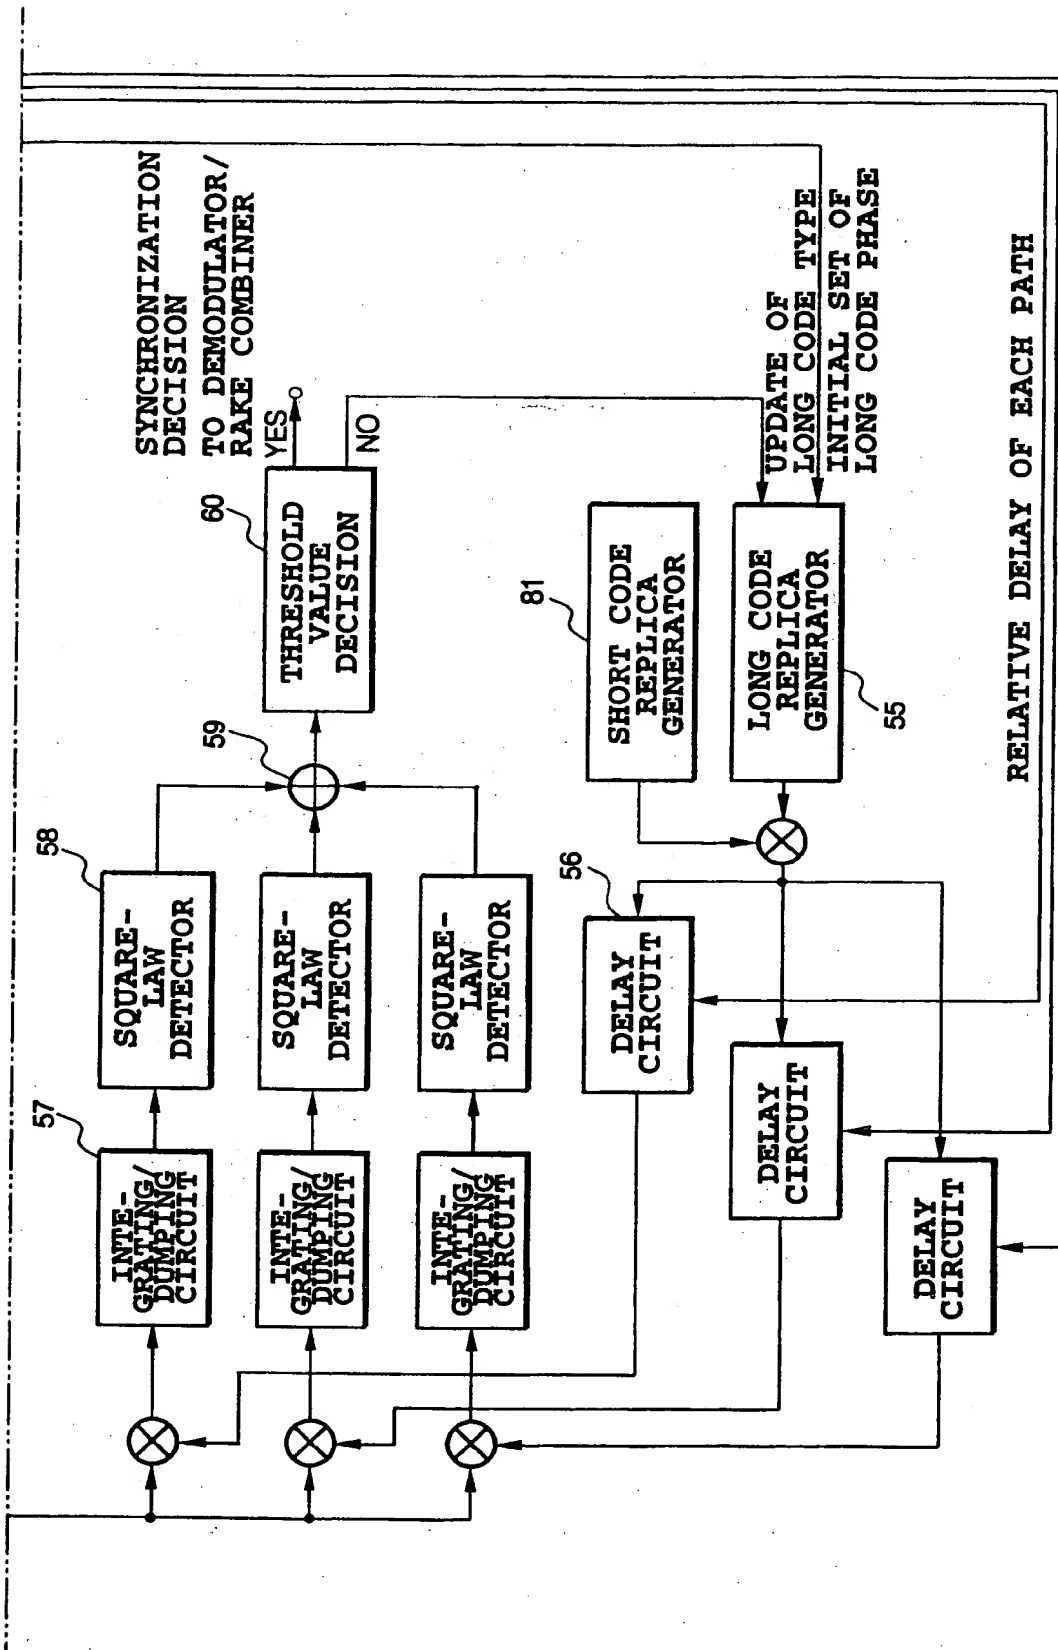 57
INTE-
GRATING/
DUMPING
CIRCUIT
58
SQUARE-
LAW
DETECTOR
SYNCHRONIZATION
DECISION
TO DEMODULATOR/
RAKE COMBINER
INTE-
GRATING/
DUMPING
CIRCUIT
SQUARE-
LAW
DETECTOR
59
60
THRESHOLD
VALUE
DECISION
YES
NO
INTE-
GRATING/
DUMPING
CIRCUIT
SQUARE-
LAW
DETECTOR
56
DELAY
CIRCUIT
81
SHORT CODE
REPLICA
GENERATOR
DELAY
CIRCUIT
LONG CODE
REPLICA
GENERATOR
55
UPDATE OF
LONG CODE TYPE
INITIAL SET OF
LONG CODE PHASE
DELAY
CIRCUIT
RELATIVE DELAY OF EACH PATH